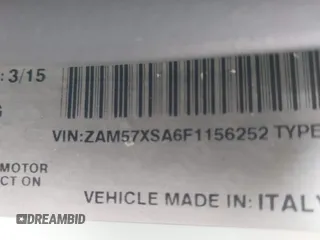 : 3/15
G
VIN:ZAM57XSA6F1156252 TYPE
MOTOR
CT ON
VEHICLE MADE IN: ITALY
DREAMBID